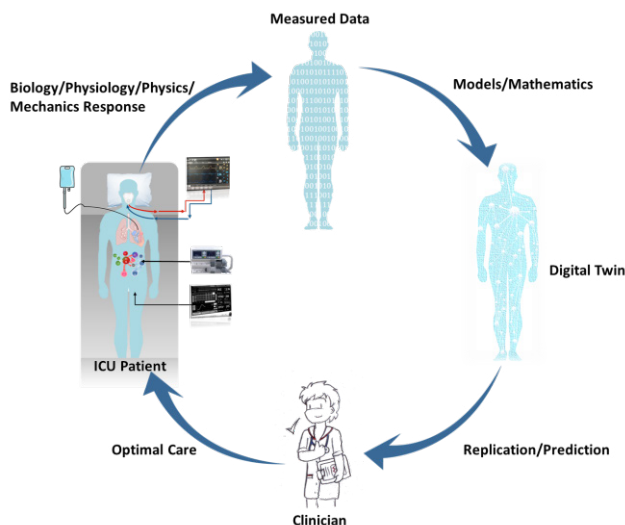 Measured Data
Biology/Physiology/Physics/
Mechanics Response
Models/Mathematics
Digital Twin
ICU Patient
Optimal Care
Replication/Prediction
Clinician